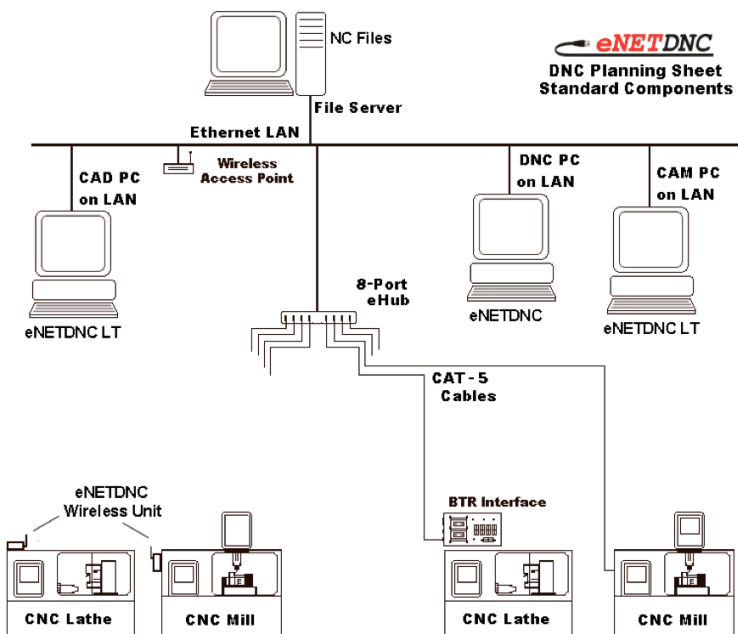 NC Files
eNETDNC
DNC Planning Sheet
Standard Components
File Server
Ethernet LAN
Wireless
Access Point
CAD PC
on LAN
DNC PC
on LAN
CAM PC
on LAN
8-Port
eHub
eNETDNC LT
eNETDNC
eNETDNC LT
CAT-5
Cables
eNETDNC
Wireless Unit
BTR Interface
CNC Lathe
CNC Mill
CNC Lathe
CNC Mill